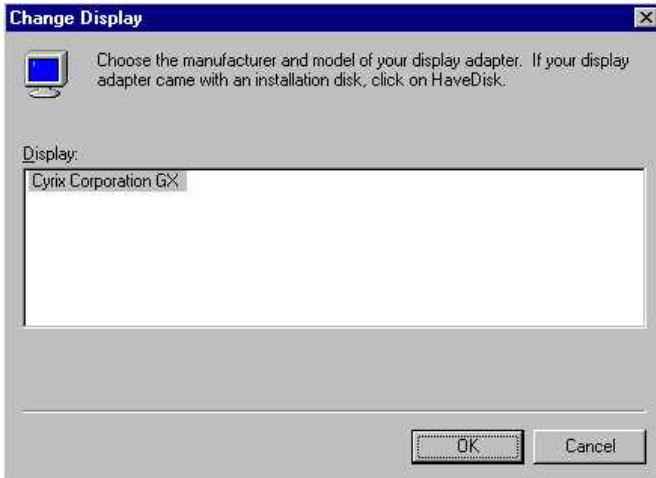 Change Display
Choose the manufacturer and model of your display adapter. If your display
adapter came with an installation disk, click on HaveDisk.
Display:
Cyrix Corporation GX
OK
Cancel